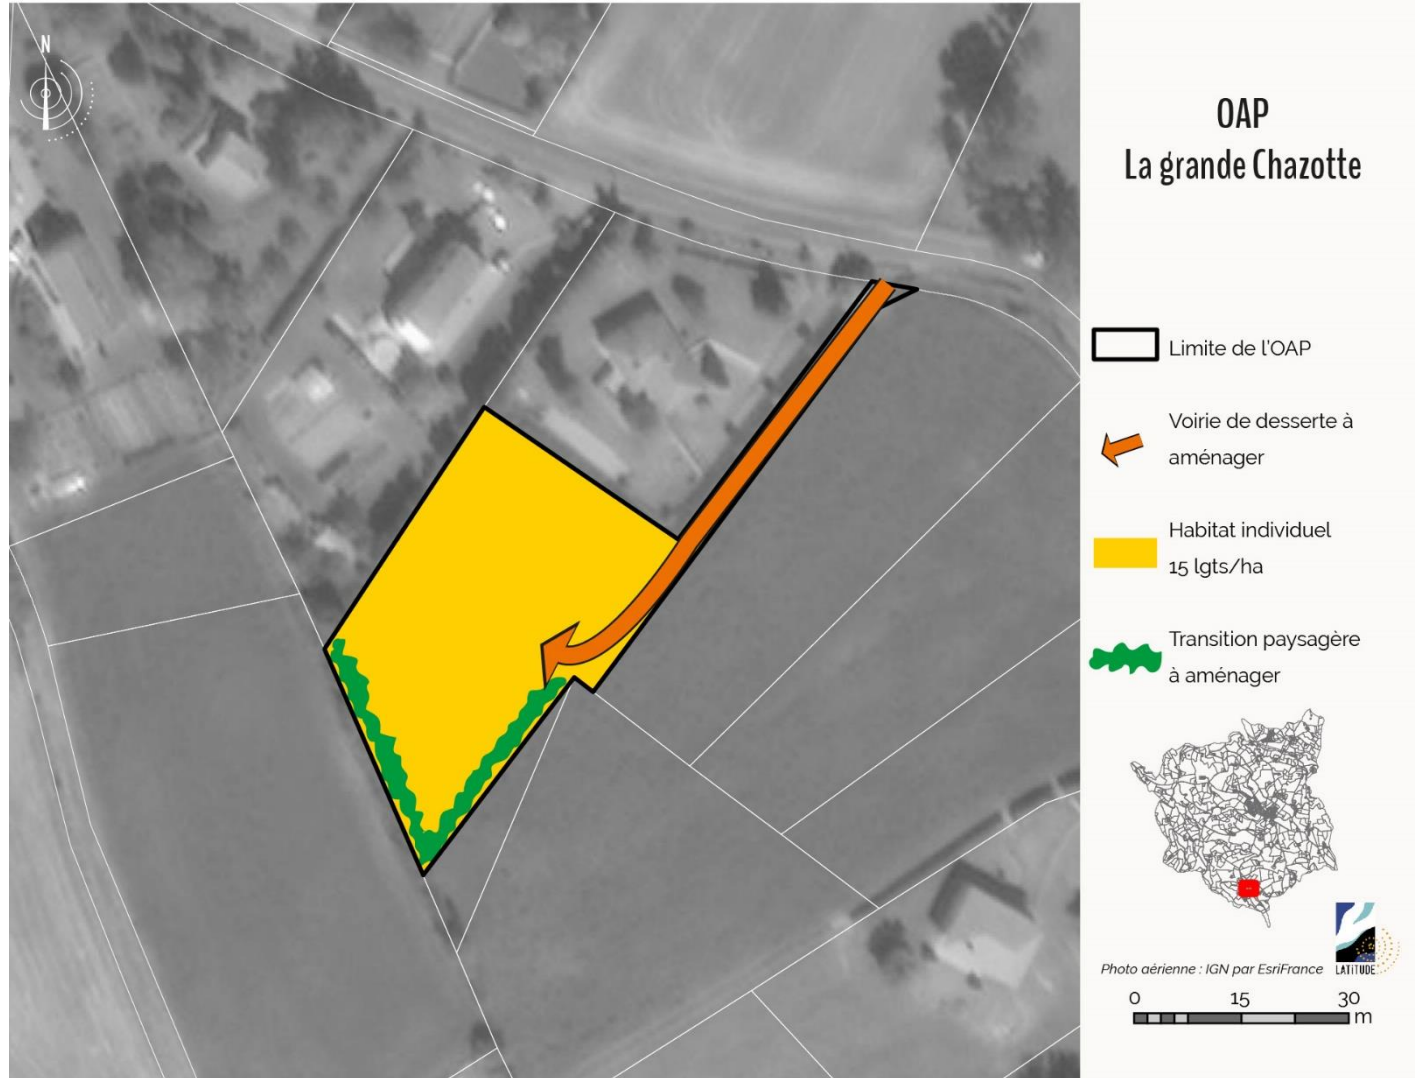 N
OAP
La grande Chazotte
Limite de l'OAP
Voirie de desserte à
aménager
Habitat individuel
15 lgts/ha
Transition paysagère
à aménager
Photo aérienne : IGN par EsriFrance
LATITUDE
0 15 30
m